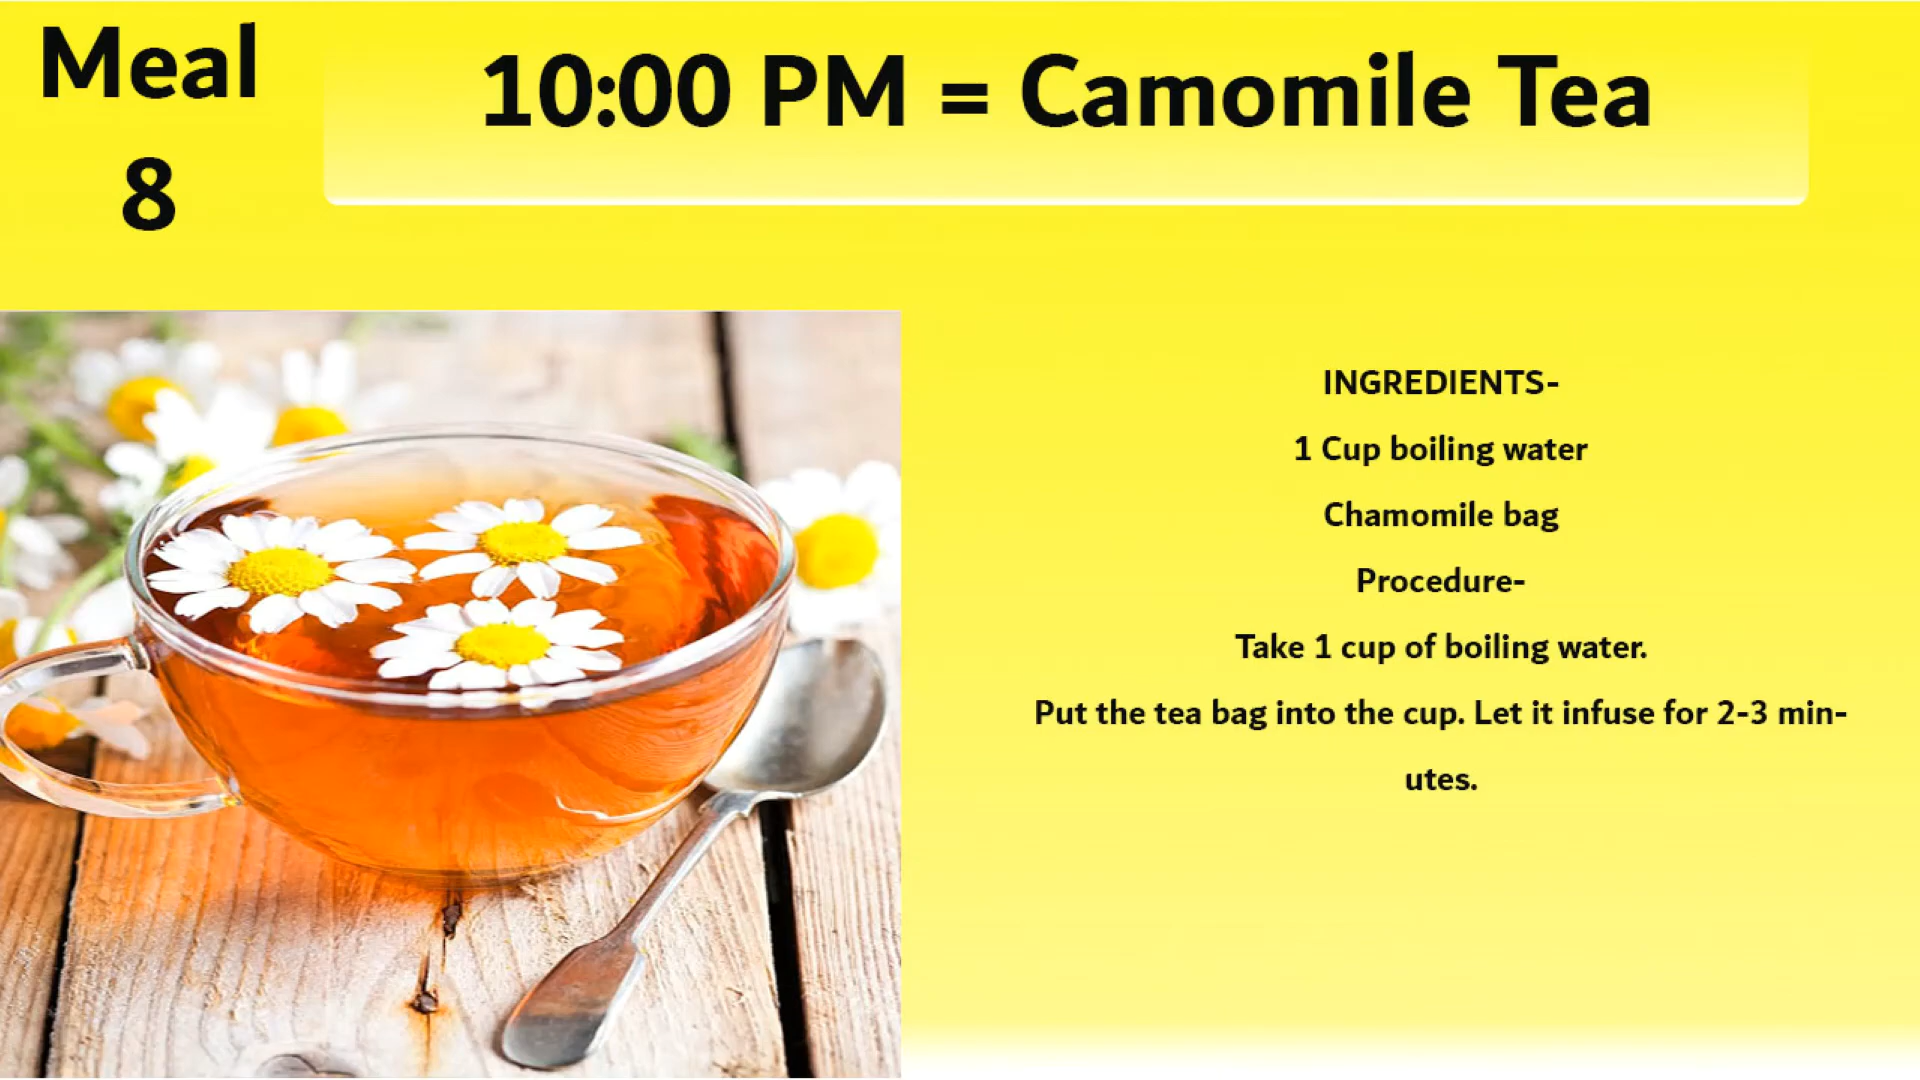 Meal
8
10:00 PM = Camomile Tea
INGREDIENTS-
1 Cup boiling water
Chamomile bag
Procedure-
Take 1 cup of boiling water.
Put the tea bag into the cup. Let it infuse for 2-3 min-
utes.